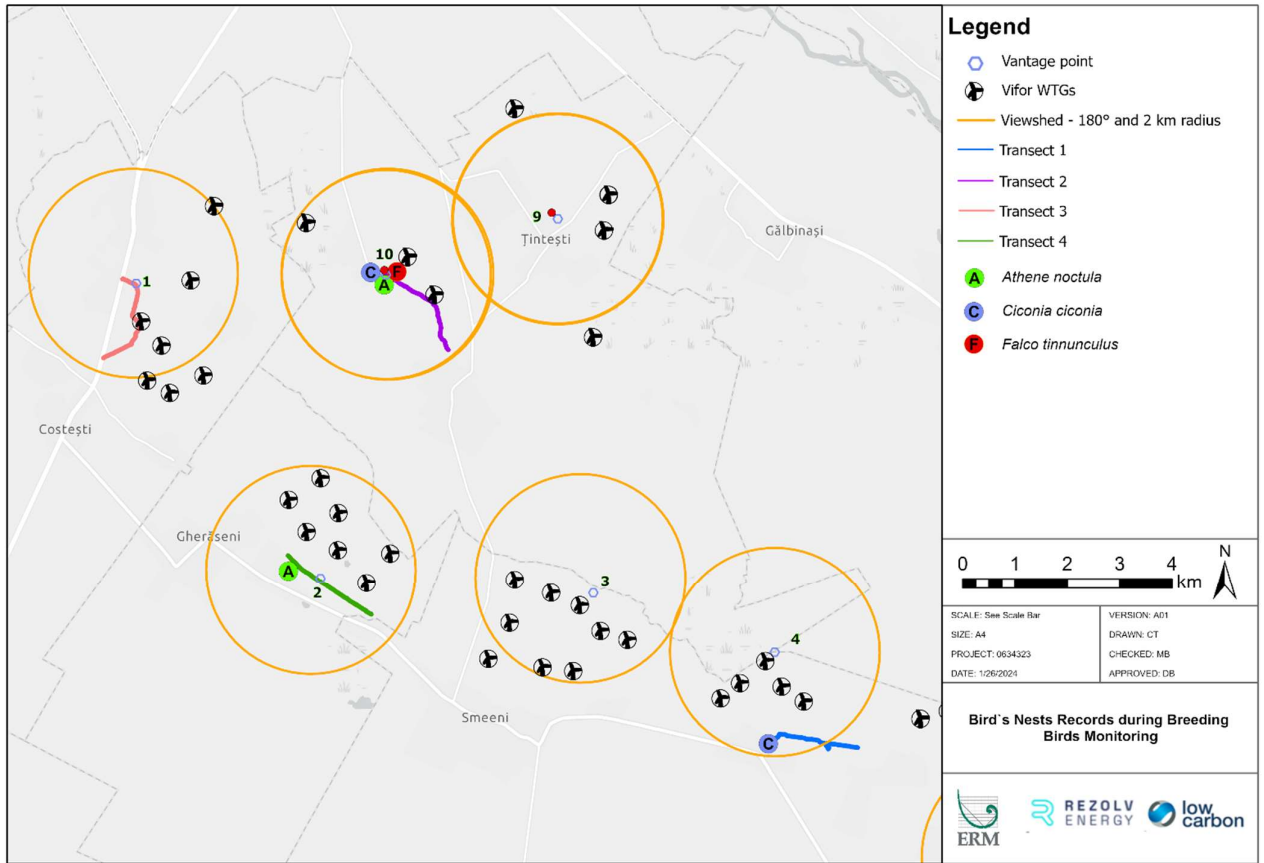 1
10
C
F
A
9
Țintești
Gălbinași
Costești
Gherăseni
A
2
3
4
Smeeni
C
Legend
Vantage point
Vifor WTGs
Viewshed - 180° and 2 km radius
Transect 1
Transect 2
Transect 3
Transect 4
A Athene noctula
C Ciconia ciconia
F Falco tinnunculus
0 1 2 3 4 km
N
SCALE: See Scale Bar
VERSION: A01
SIZE: A4
DRAWN: CT
PROJECT: 0634323
CHECKED: MB
DATE: 1/26/2024
APPROVED: DB
Bird`s Nests Records during Breeding
Birds Monitoring
ERM
REZOLV
ENERGY
low
carbon